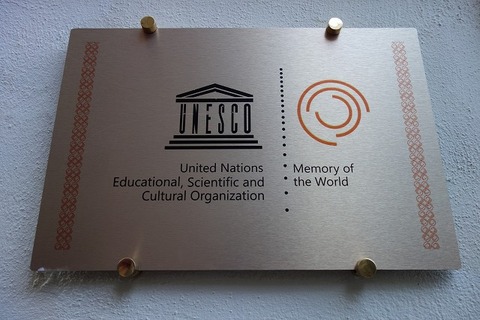 UNESCO
United Nations
Educational, Scientific and
Cultural Organization
Memory of
the World